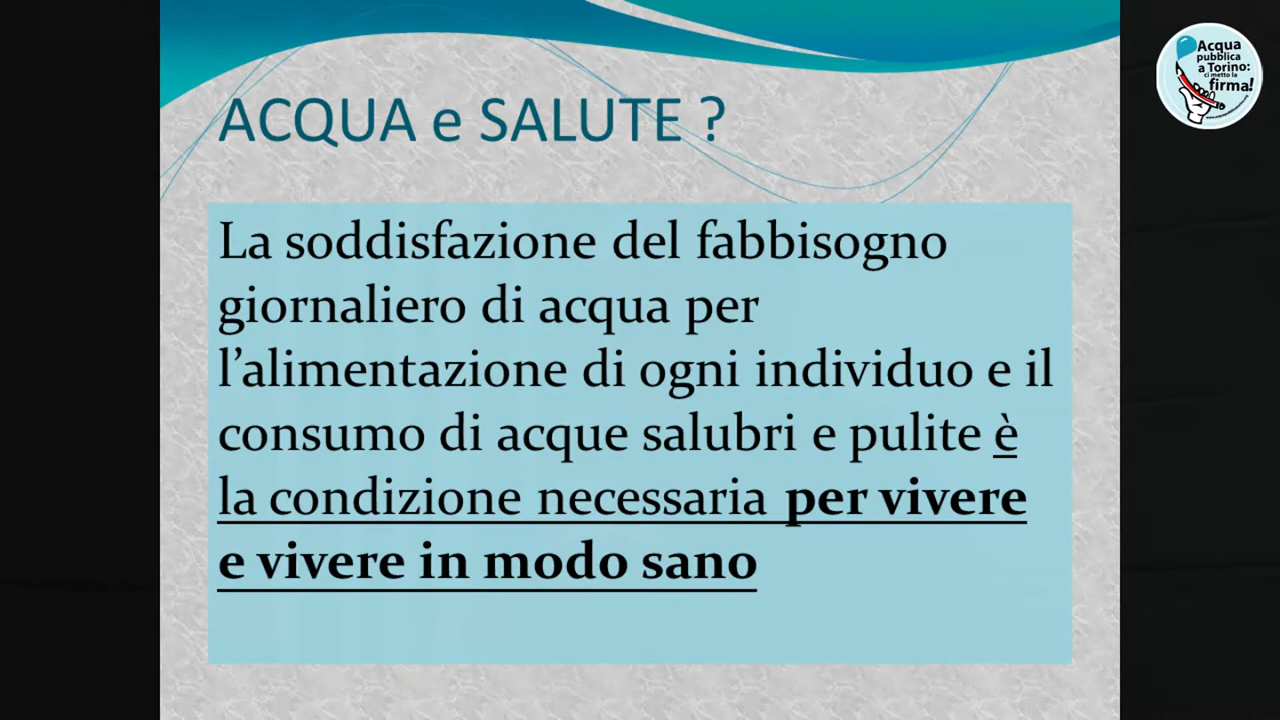 ACQUA e SALUTE ?
La soddisfazione del fabbisogno
giornaliero di acqua per
l’alimentazione di ogni individuo e il
consumo di acque salubri e pulite è
la condizione necessaria per vivere
e vivere in modo sano
Acqua
pubblica
a Torino:
ci metto la
firma!